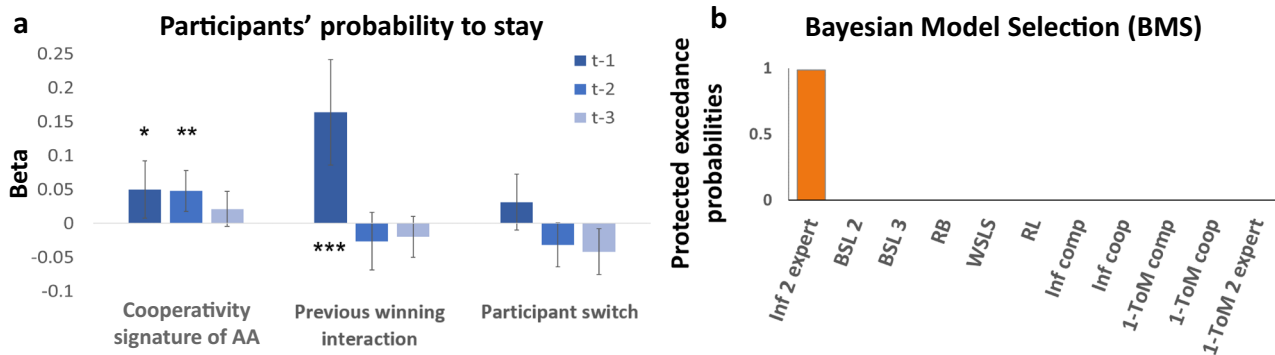 a
Participants' probability to stay
0.25
0.2
0.15
0.1
0.05
0
-0.05
-0.1
Beta
t-1
t-2
t-3
*
**
***
Cooperativity
signature of AA
Previous winning
interaction
Participant switch
b
Bayesian Model Selection (BMS)
Protected excedance
probabilities
1
0.5
0
Inf 2 expert
BSL 2
BSL 3
RB
WSLS
RL
Inf comp
Inf coop
1-ToM comp
1-ToM coop
1-ToM 2 expert